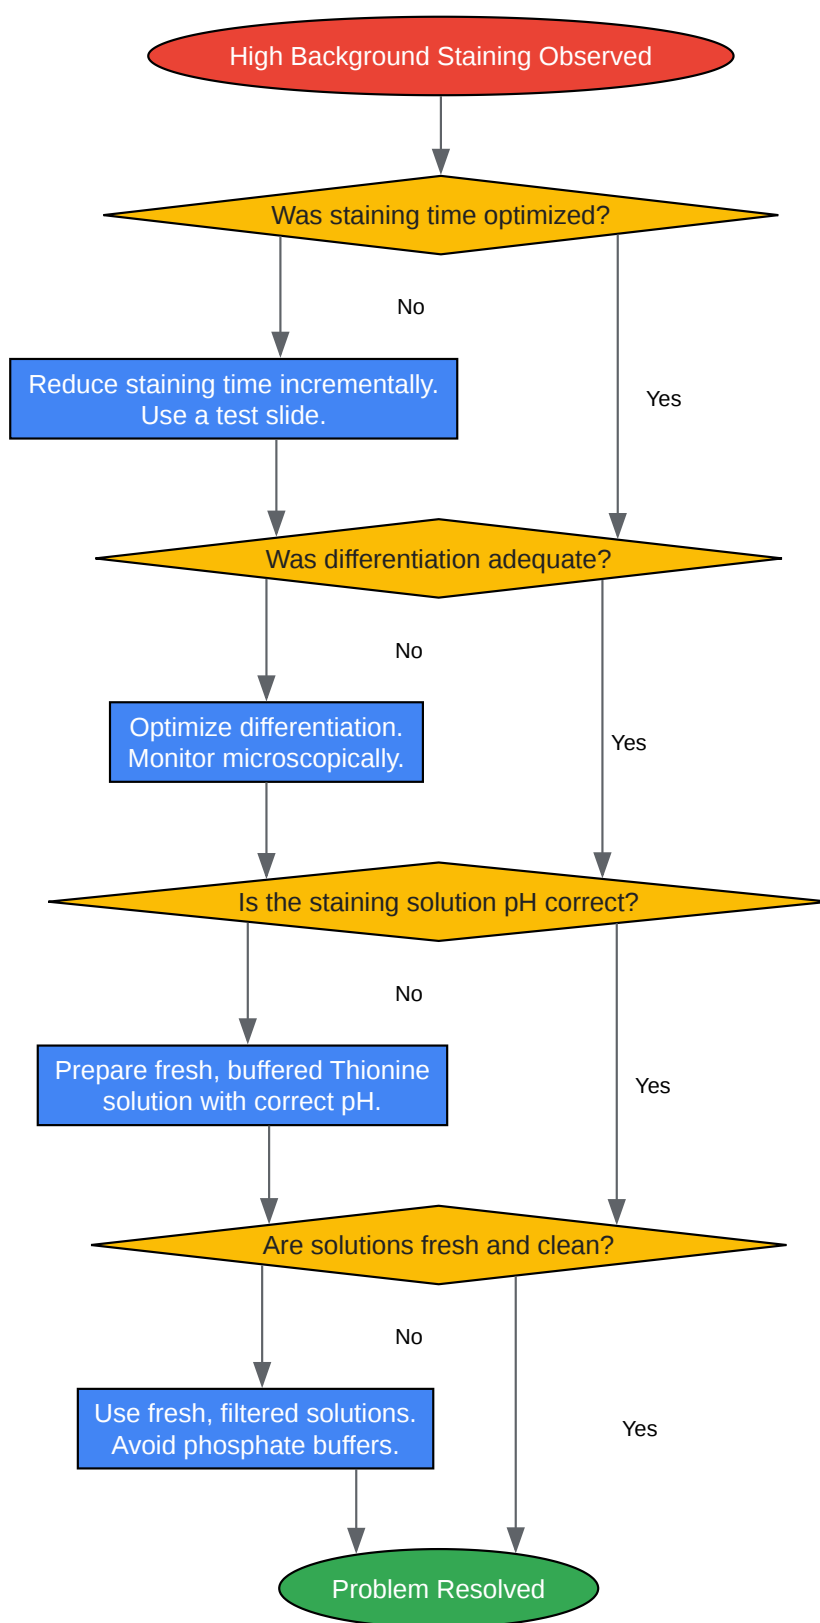 High Background Staining Observed
Was staining time optimized?
No
Reduce staining time incrementally.
Use a test slide.
Yes
Was differentiation adequate?
No
Optimize differentiation.
Monitor microscopically.
Yes
Is the staining solution pH correct?
No
Prepare fresh, buffered Thionine
solution with correct pH.
Yes
Are solutions fresh and clean?
No
Use fresh, filtered solutions.
Avoid phosphate buffers.
Yes
Problem Resolved